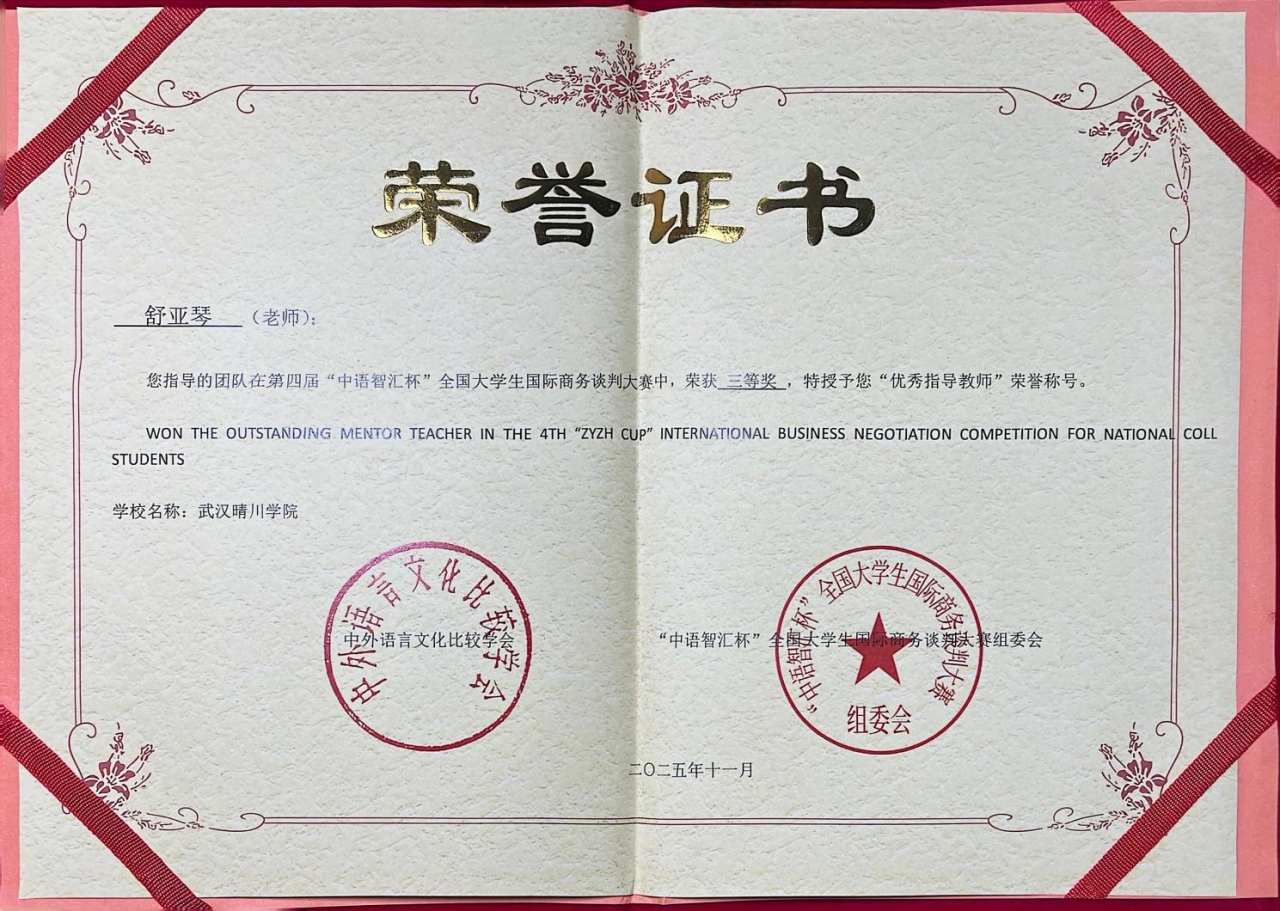 荣誉证书
舒亚琴 （老师）：
您指导的团队在第四届“中语智汇杯”全国大学生国际商务谈判大赛中，荣获 三等奖 ，特授予您“优秀指导教师”荣誉称号。
WON THE OUTSTANDING MENTOR TEACHER IN THE 4TH “ZYZH CUP” INTERNATIONAL BUSINESS NEGOTIATION COMPETITION FOR NATIONAL COLL
STUDENTS
学校名称：武汉晴川学院
中外语言文化比较学会
中外语言文化比较学会
“中语智汇杯”全国大学生国际商务谈判大赛组委会
“中语智汇杯”全国大学生国际商务谈判大赛
组委会
二〇二五年十一月